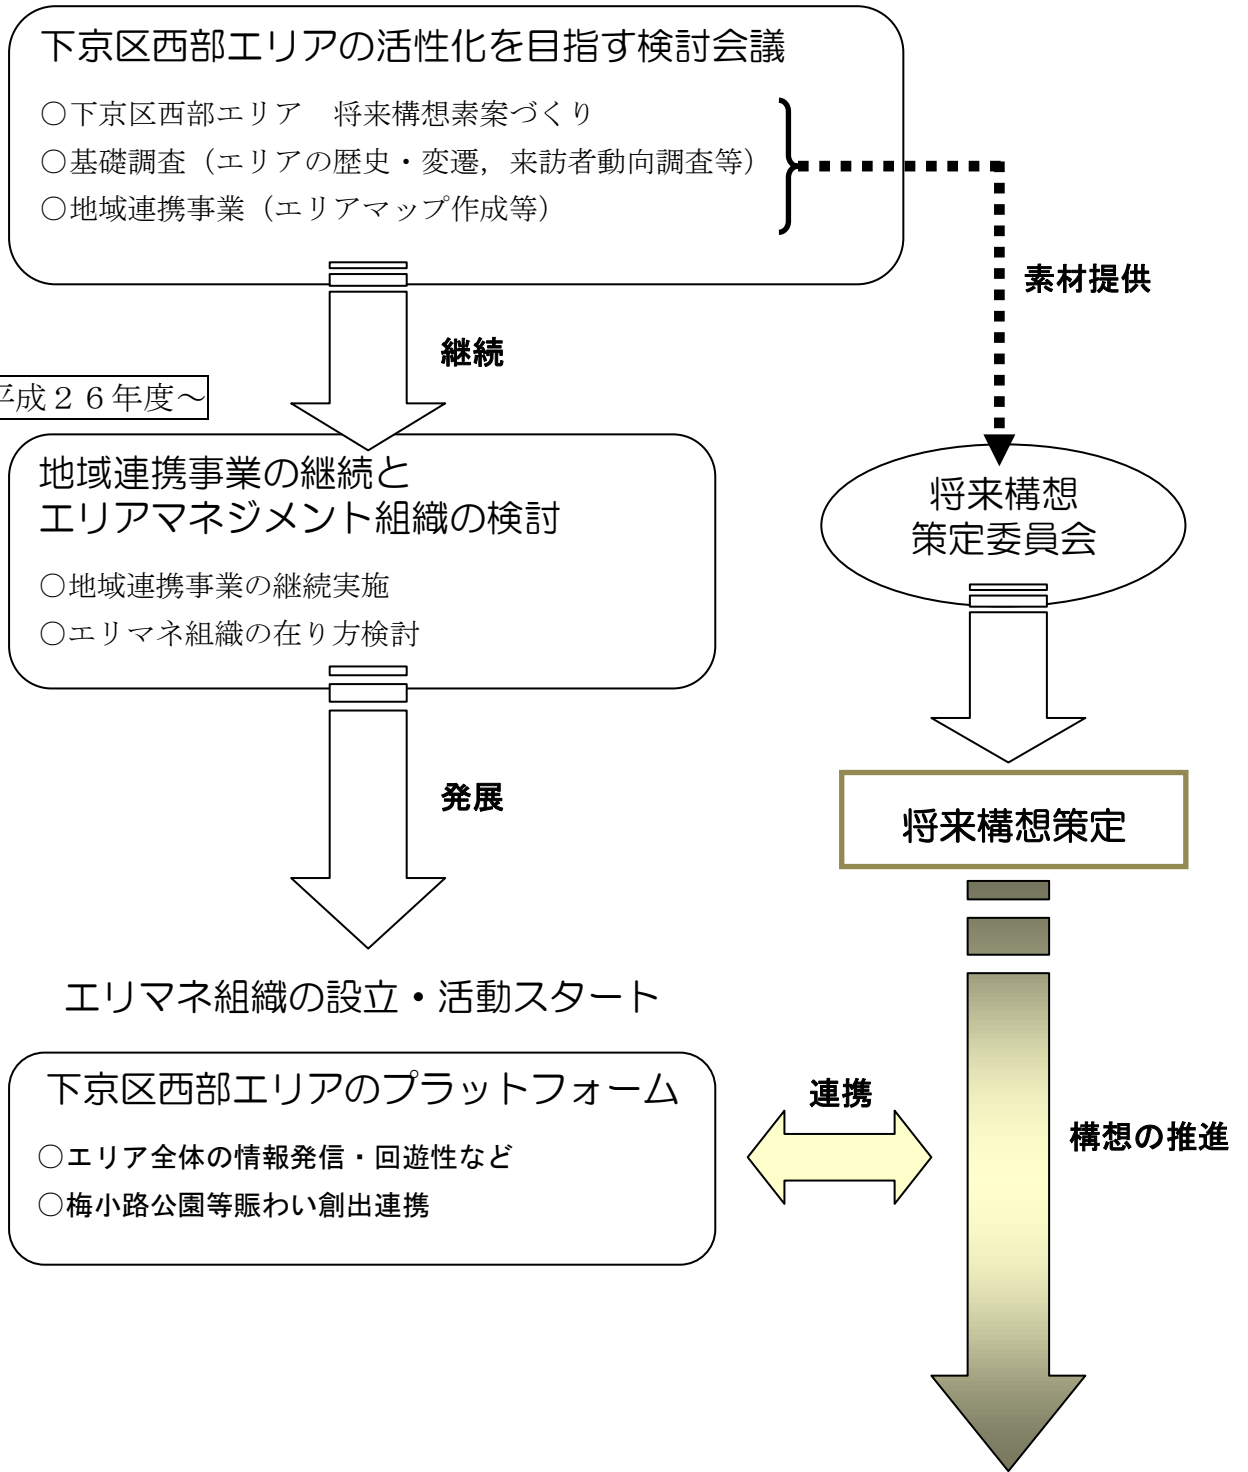 下京区西部エリアの活性化を目指す検討会議
○下京区西部エリア　将来構想素案づくり
○基礎調査（エリアの歴史・変遷，来訪者動向調査等）
○地域連携事業（エリアマップ作成等）
素材提供
継続
平成２６年度～
地域連携事業の継続と
エリアマネジメント組織の検討
○地域連携事業の継続実施
○エリマネ組織の在り方検討
将来構想
策定委員会
発展
将来構想策定
エリマネ組織の設立・活動スタート
下京区西部エリアのプラットフォーム
○エリア全体の情報発信・回遊性など
○梅小路公園等賑わい創出連携
連携
構想の推進